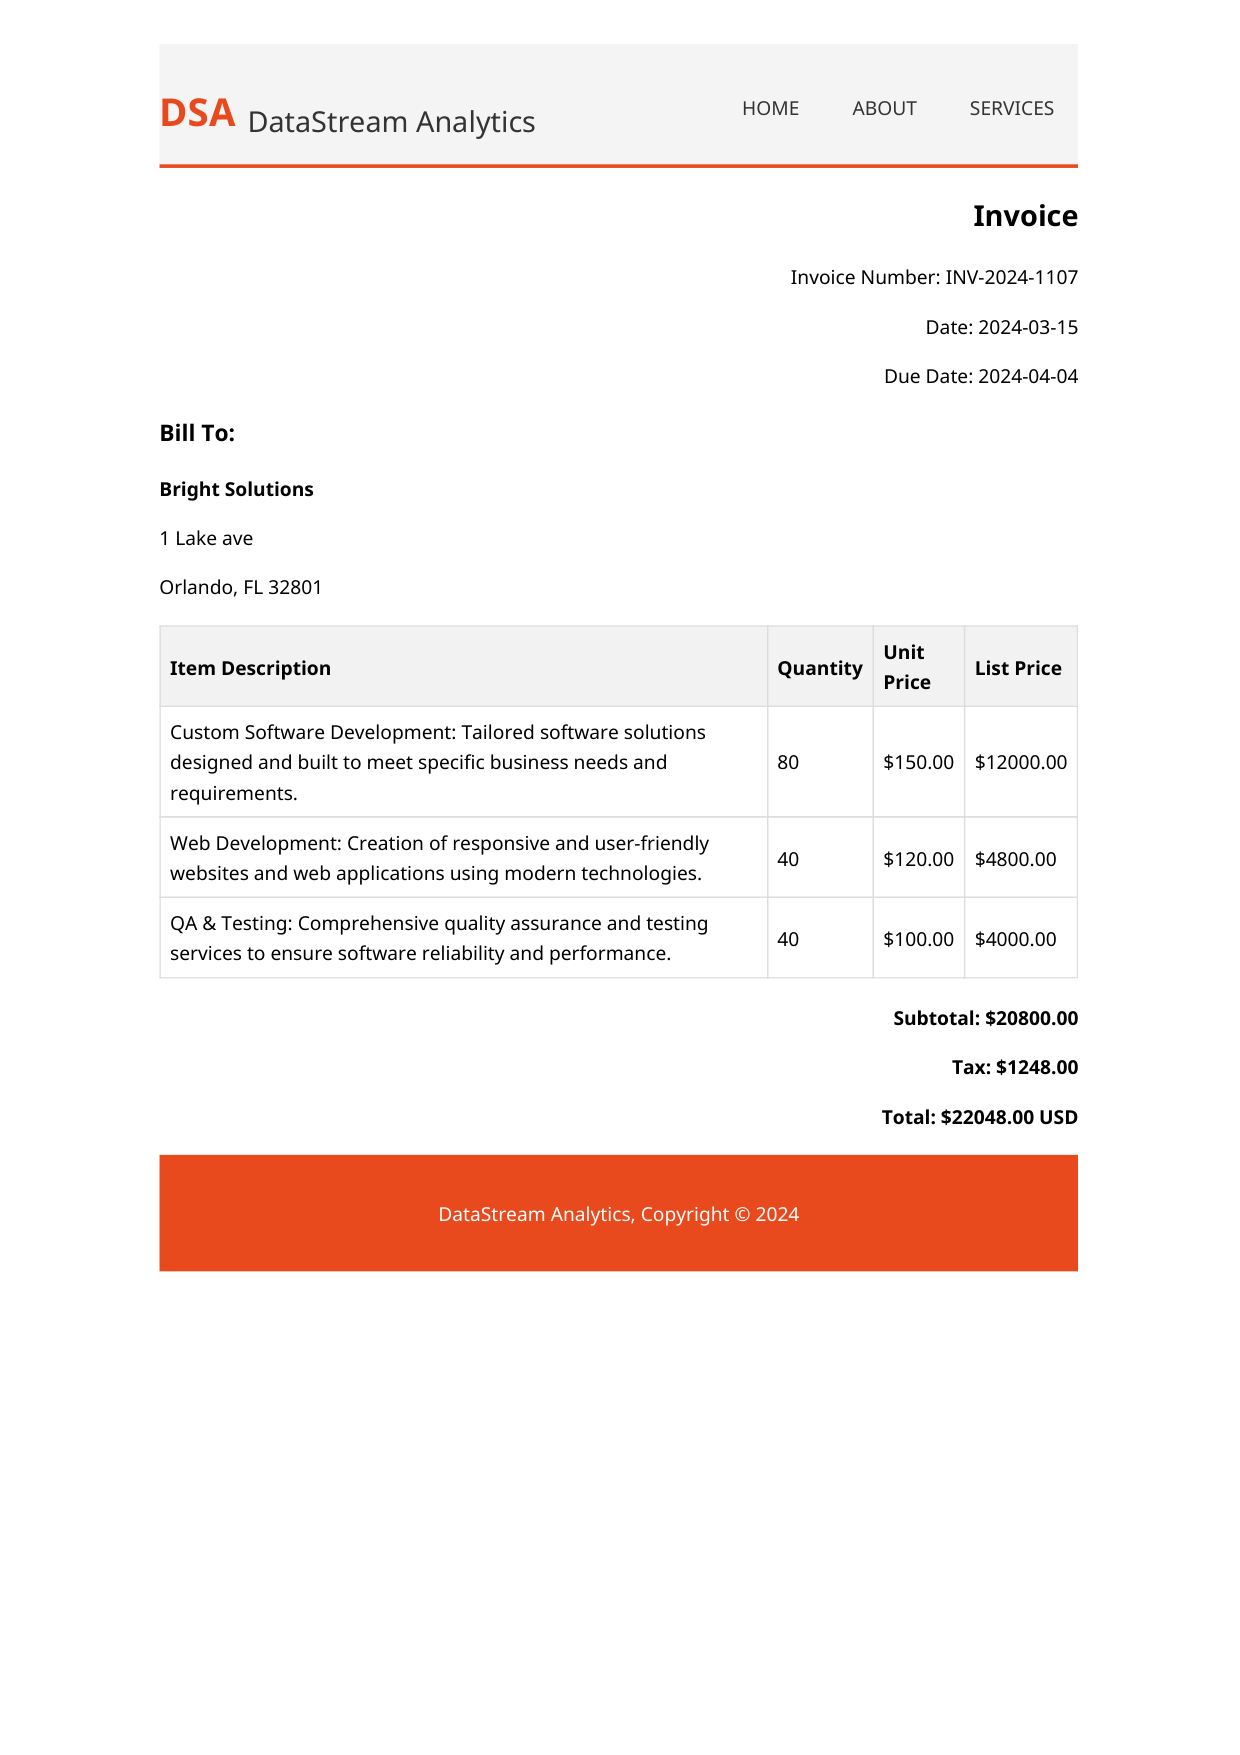 DSA DataStream Analytics HOME ABOUT SERVICES
Invoice
Invoice Number: INV-2024-1107
Date: 2024-03-15
Due Date: 2024-04-04
Bill To:
Bright Solutions
1 Lake ave
Orlando, FL 32801
Item Description Quantity Unit Price List Price
Custom Software Development: Tailored software solutions
designed and built to meet specific business needs and
requirements.
80 $150.00 $12000.00
Web Development: Creation of responsive and user-friendly
websites and web applications using modern technologies.
40 $120.00 $4800.00
QA & Testing: Comprehensive quality assurance and testing
services to ensure software reliability and performance.
40 $100.00 $4000.00
Subtotal: $20800.00
Tax: $1248.00
Total: $22048.00 USD
DataStream Analytics, Copyright © 2024